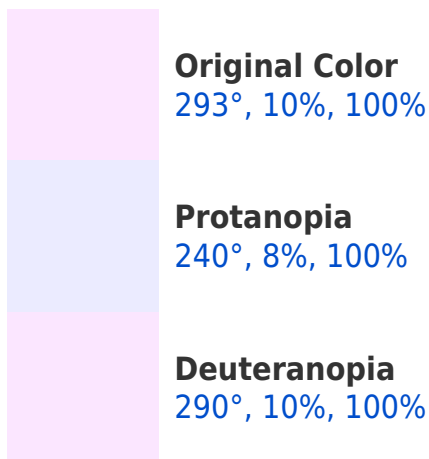 Original Color
293°, 10%, 100%
Protanopia
240°, 8%, 100%
Deuteranopia
290°, 10%, 100%